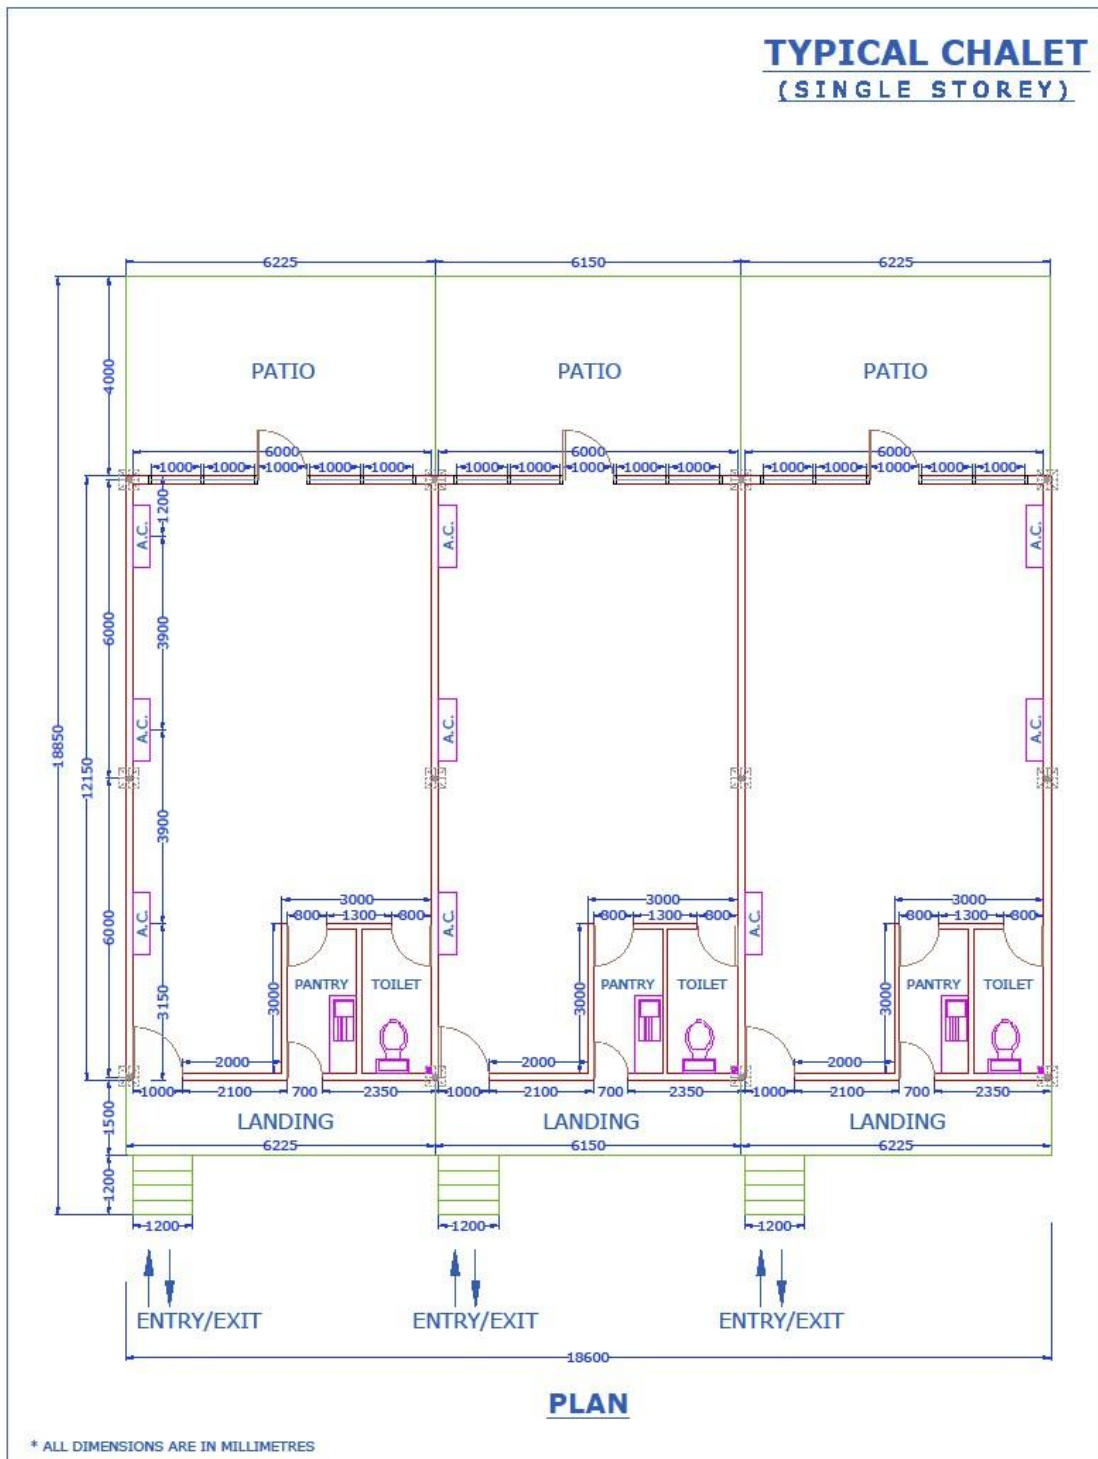 TYPICAL CHALET
(SINGLE STOREY)
6225 6150 6225
4000
PATIO PATIO PATIO
6000 6000 6000
1000 1000 1000 1000 1000 1000 1000 1000 1000 1000 1000 1000 1000 1000 1000
1200
A.C. A.C. A.C.
6000
3900
A.C. A.C. A.C.
18850
12150
3900
3000 3000 3000
800 1300 800 800 1300 800 800 1300 800
A.C. A.C. A.C.
6000
PANTRY TOILET PANTRY TOILET PANTRY TOILET
3150
3000 3000 3000
2000 2000 2000
1000 2100 700 2350 1000 2100 700 2350 1000 2100 700 2350
1500
LANDING LANDING LANDING
6225 6150 6225
1200
1200 1200 1200
ENTRY/EXIT ENTRY/EXIT ENTRY/EXIT
18600
PLAN
* ALL DIMENSIONS ARE IN MILLIMETRES